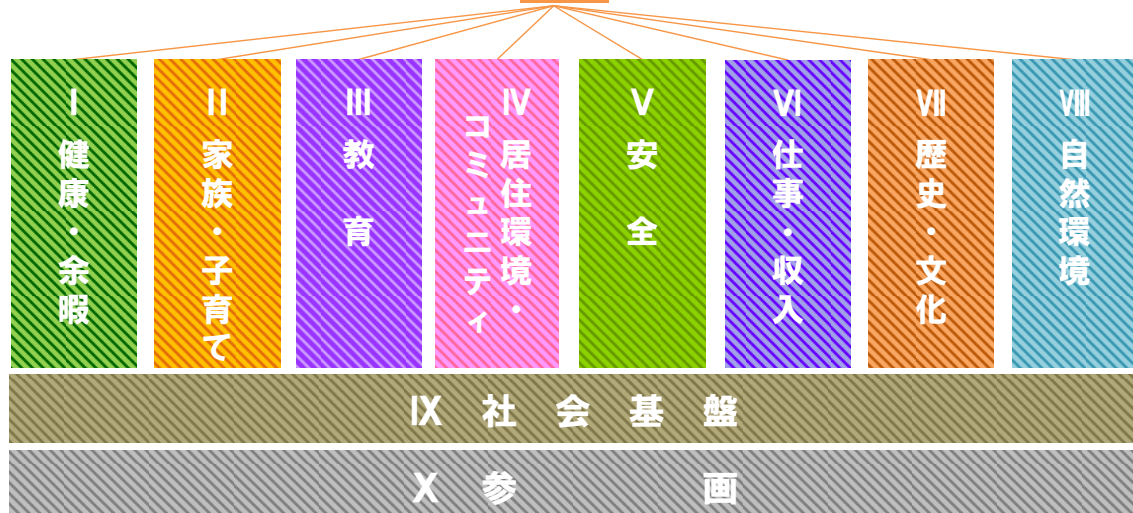 Ⅰ 健康・余暇
Ⅱ 家族・子育て
Ⅲ 教育
Ⅳ 居住環境・
コミュニティ
Ⅴ 安全
Ⅵ 仕事・収入
Ⅶ 歴史・文化
Ⅷ 自然環境
Ⅸ 社会基盤
Ⅹ 参画